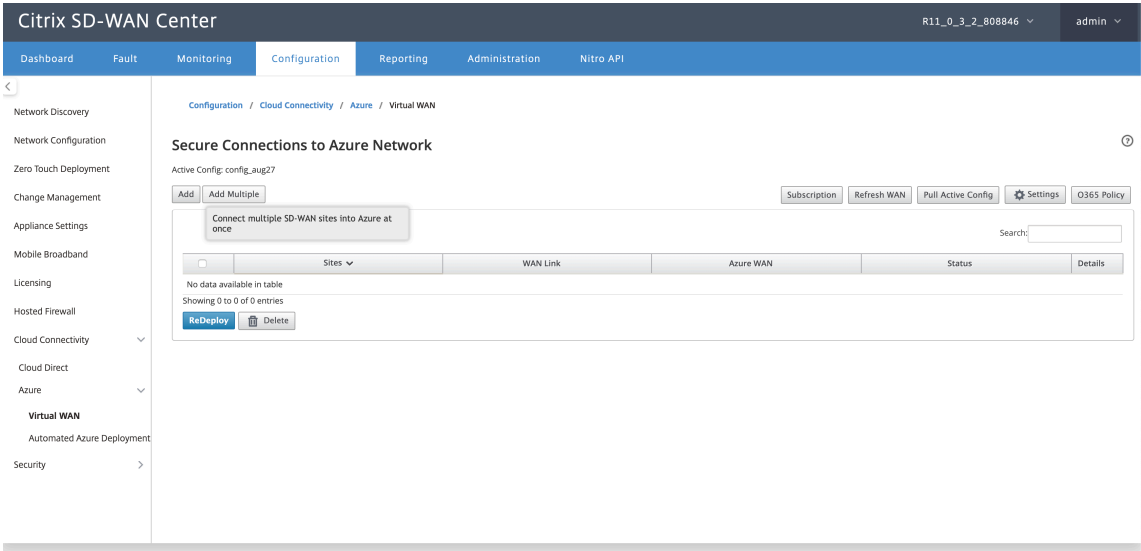 Citrix SD-WAN Center
R11_0_3_2_808846
admin
Dashboard Fault Monitoring Configuration Reporting Administration Nitro API
Network Discovery
Network Configuration
Zero Touch Deployment
Change Management
Appliance Settings
Mobile Broadband
Licensing
Hosted Firewall
Cloud Connectivity
Cloud Direct
Azure
Virtual WAN
Automated Azure Deployment
Security
Configuration / Cloud Connectivity / Azure / Virtual WAN
Secure Connections to Azure Network
?
Active Config: config_aug27
Add Add Multiple Subscription Refresh WAN Pull Active Config Settings O365 Policy
Connect multiple SD-WAN sites into Azure at
once
Search:
Sites WAN Link Azure WAN Status Details
No data available in table
Showing 0 to 0 of 0 entries
ReDeploy Delete